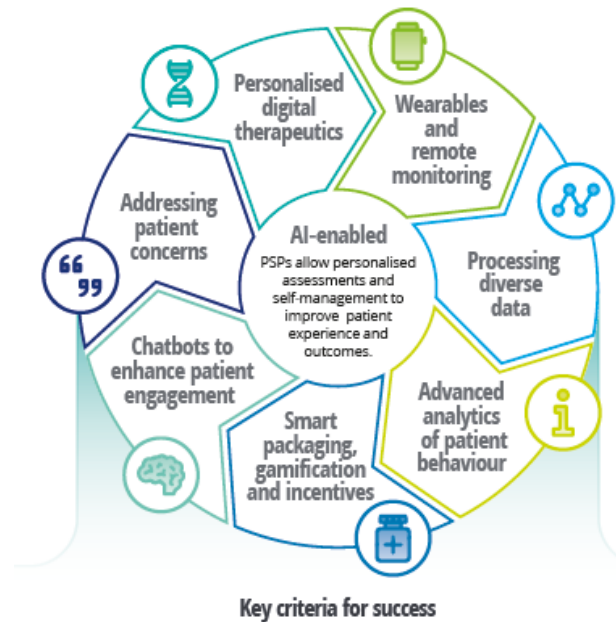 Personalised
digital
therapeutics
Wearables
and
remote
monitoring
Addressing
patient
concerns
AI-enabled
PSPs allow personalised
assessments and
self-management to
improve patient
experience and
outcomes.
Processing
diverse
data
Chatbots to
enhance patient
engagement
Advanced
analytics
of patient
behaviour
Smart
packaging,
gamification
and incentives
Key criteria for success